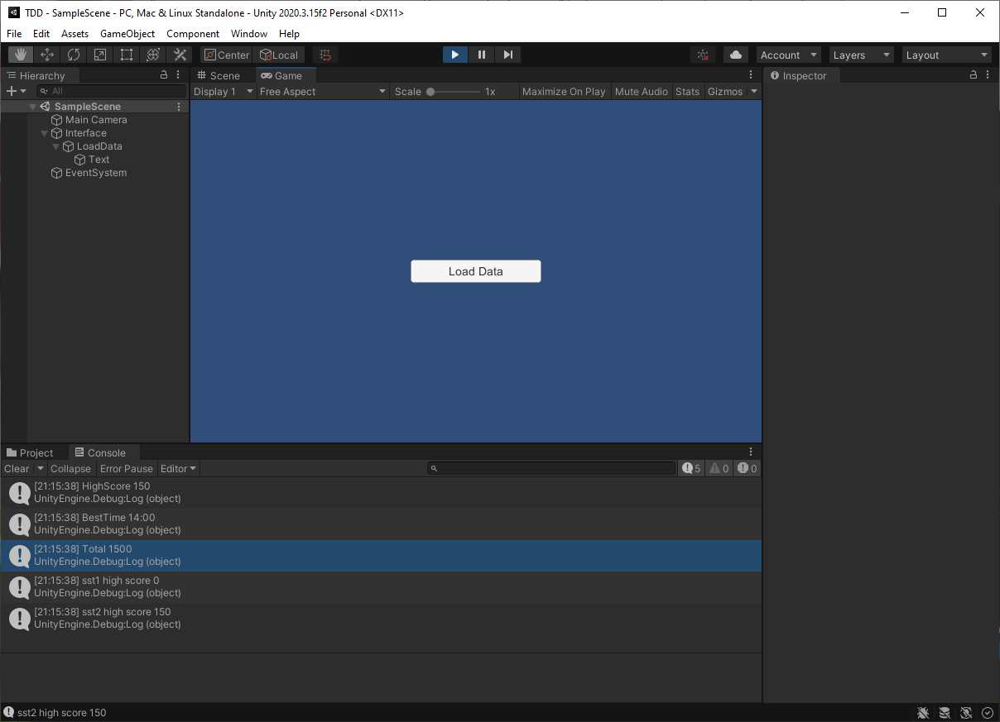 TDD - SampleScene - PC, Mac & Linux Standalone - Unity 2020.3.15f2 Personal <DX11>
File Edit Assets GameObject Component Window Help
Center Local Account Layers Layout
Hierarchy
All
SampleScene
Main Camera
Interface
LoadData
Text
EventSystem
Scene Game
Display 1 Free Aspect Scale 1x Maximize On Play Mute Audio Stats Gizmos
Load Data
Inspector
Project Console
Clear Collapse Error Pause Editor 5 0 0
[21:15:38] HighScore 150
UnityEngine.Debug:Log (object)
[21:15:38] BestTime 14:00
UnityEngine.Debug:Log (object)
[21:15:38] Total 1500
UnityEngine.Debug:Log (object)
[21:15:38] sst1 high score 0
UnityEngine.Debug:Log (object)
[21:15:38] sst2 high score 150
UnityEngine.Debug:Log (object)
sst2 high score 150